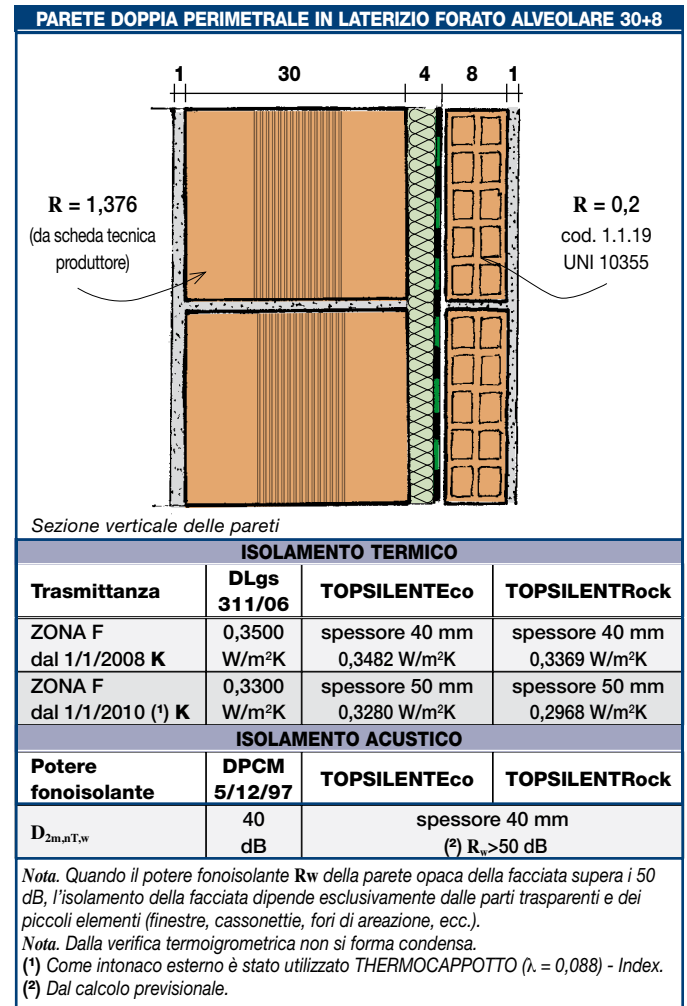 PARETE DOPPIA PERIMETRALE IN LATERIZIO FORATO ALVEOLARE 30+8
1 30 4 8 1
R = 1,376
(da scheda tecnica
produttore)
R = 0,2
cod. 1.1.19
UNI 10355
Sezione verticale delle pareti
ISOLAMENTO TERMICO
Trasmittanza DLgs 311/06 TOPSILENTEco TOPSILENTRock
ZONA F 0,3500 spessore 40 mm spessore 40 mm
dal 1/1/2008 K W/m²K 0,3482 W/m²K 0,3369 W/m²K
ZONA F 0,3300 spessore 50 mm spessore 50 mm
dal 1/1/2010 (¹) K W/m²K 0,3280 W/m²K 0,2968 W/m²K
ISOLAMENTO ACUSTICO
Potere DPCM
fonoisolante 5/12/97 TOPSILENTEco TOPSILENTRock
D2m,nT,w 40 dB spessore 40 mm
(²) Rw>50 dB
Nota. Quando il potere fonoisolante Rw della parete opaca della facciata supera i 50
dB, l'isolamento della facciata dipende esclusivamente dalle parti trasparenti e dei
piccoli elementi (finestre, cassonettie, fori di areazione, ecc.).
Nota. Dalla verifica termoigrometrica non si forma condensa.
(¹) Come intonaco esterno è stato utilizzato THERMOCAPPOTTO (λ = 0,088) - Index.
(²) Dal calcolo previsionale.